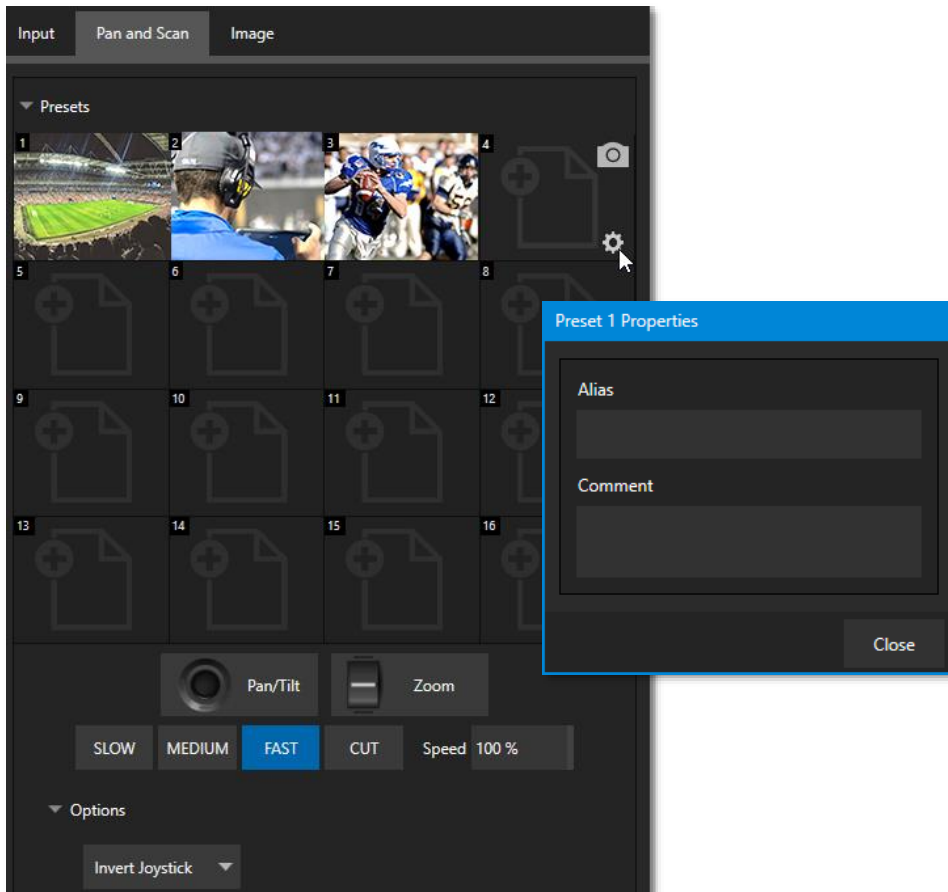 Input Pan and Scan Image
Presets
1 2 3 4
5 6 7 8
Preset 1 Properties
Alias
9 10 11 12
Comment
13 14 15 16
Close
Pan/Tilt Zoom
SLOW MEDIUM FAST CUT Speed 100 %
Options
Invert Joystick